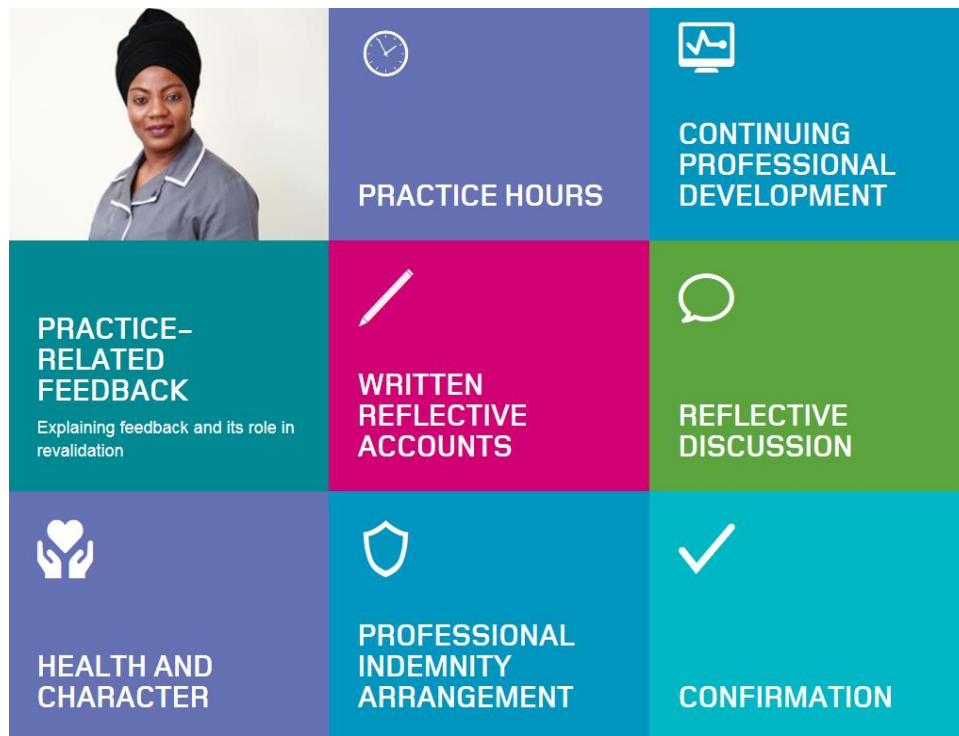 PRACTICE HOURS
CONTINUING
PROFESSIONAL
DEVELOPMENT
PRACTICE–
RELATED
FEEDBACK
Explaining feedback and its role in
revalidation
WRITTEN
REFLECTIVE
ACCOUNTS
REFLECTIVE
DISCUSSION
HEALTH AND
CHARACTER
PROFESSIONAL
INDEMNITY
ARRANGEMENT
CONFIRMATION